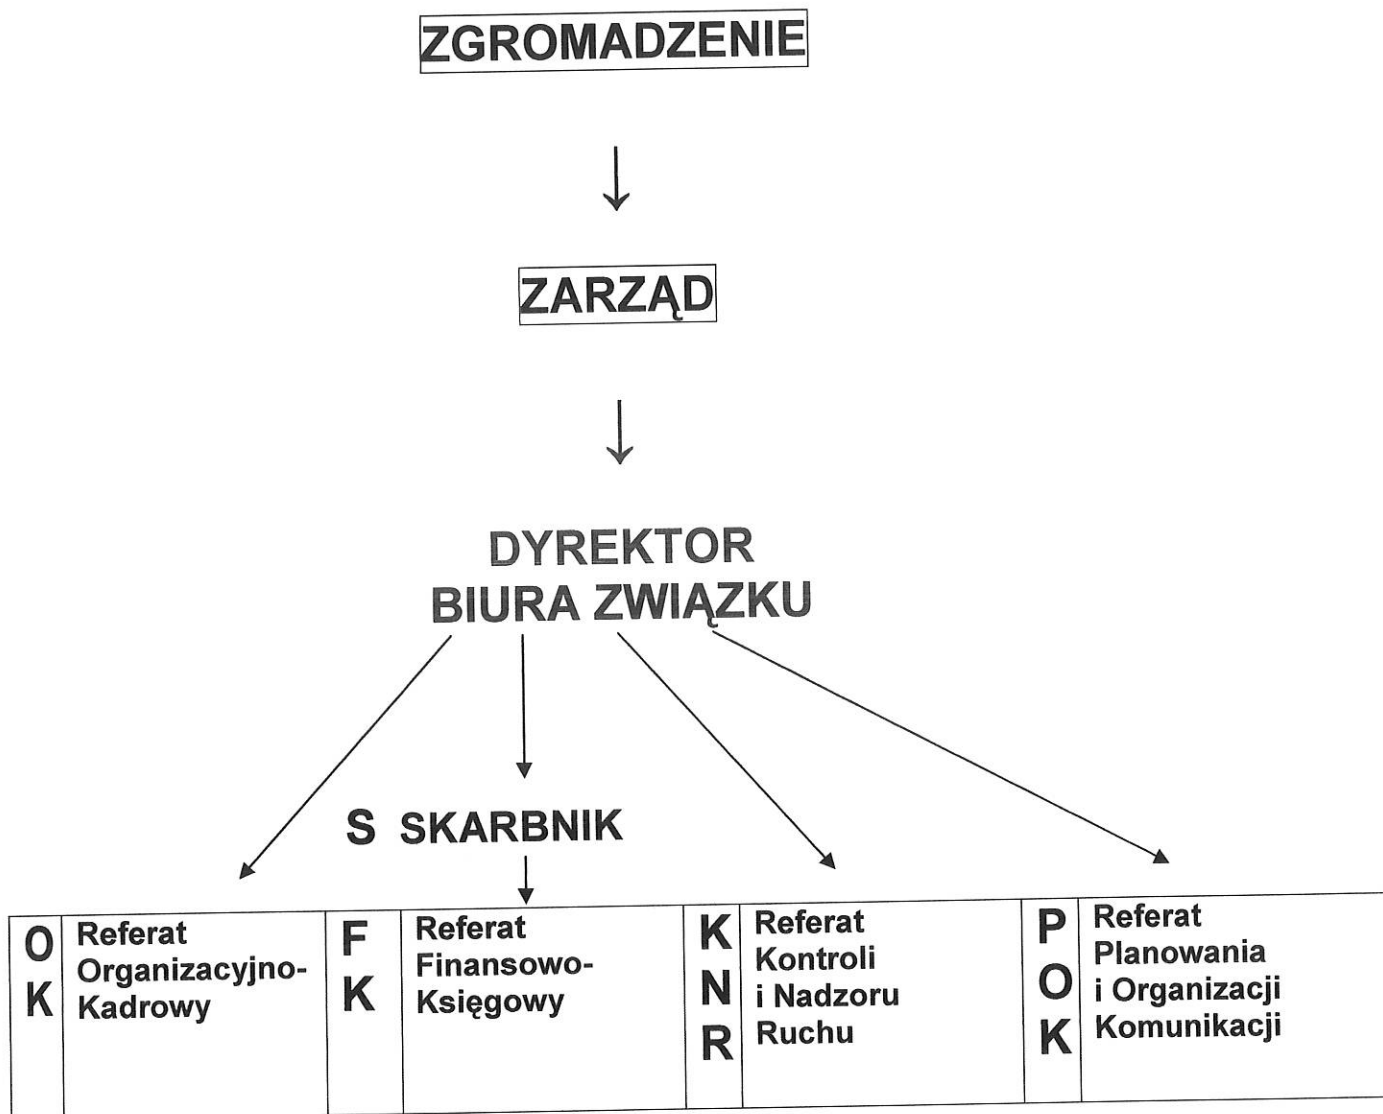 ZGROMADZENIE
ZARZĄD
DYREKTOR
BIURA ZWIĄZKU
S SKARBNIK
O
K
Referat
Organizacyjno-
Kadrowy
F
K
Referat
Finansowo-
Księgowy
K
N
R
Referat
Kontroli
i Nadzoru
Ruchu
P
O
K
Referat
Planowania
i Organizacji
Komunikacji